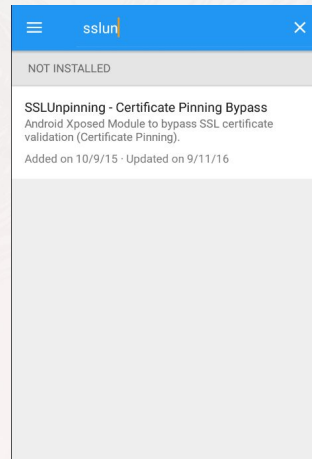 sslun
NOT INSTALLED
SSLUnpinning - Certificate Pinning Bypass
Android Xposed Module to bypass SSL certificate
validation (Certificate Pinning).
Added on 10/9/15 · Updated on 9/11/16